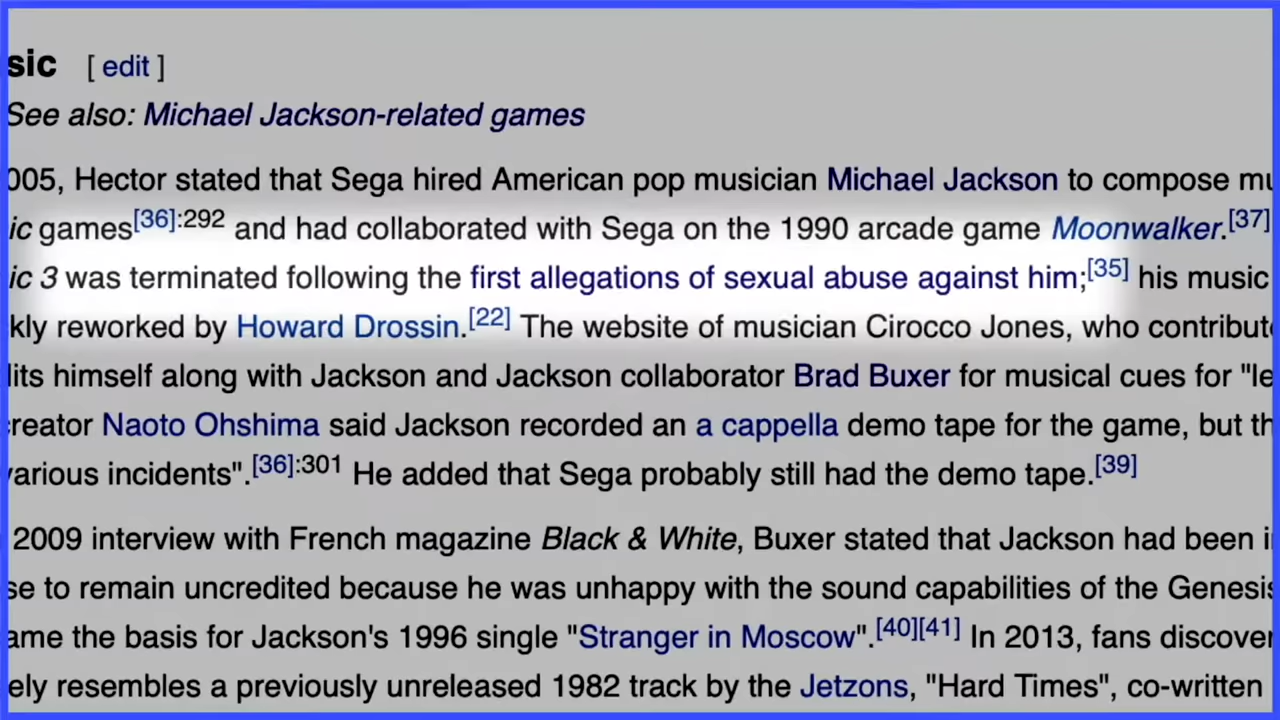 sic [ edit ]
See also: Michael Jackson-related games
005, Hector stated that Sega hired American pop musician Michael Jackson to compose mu
ic games[36]:292 and had collaborated with Sega on the 1990 arcade game Moonwalker.[37]
ic 3 was terminated following the first allegations of sexual abuse against him;[35] his music
kly reworked by Howard Drossin.[22] The website of musician Cirocco Jones, who contribut
lits himself along with Jackson and Jackson collaborator Brad Buxer for musical cues for "le
creator Naoto Ohshima said Jackson recorded an a cappella demo tape for the game, but th
various incidents".[36]:301 He added that Sega probably still had the demo tape.[39]
2009 interview with French magazine Black & White, Buxer stated that Jackson had been i
se to remain uncredited because he was unhappy with the sound capabilities of the Genesis
ame the basis for Jackson's 1996 single "Stranger in Moscow".[40][41] In 2013, fans discover
ely resembles a previously unreleased 1982 track by the Jetzons, "Hard Times", co-written